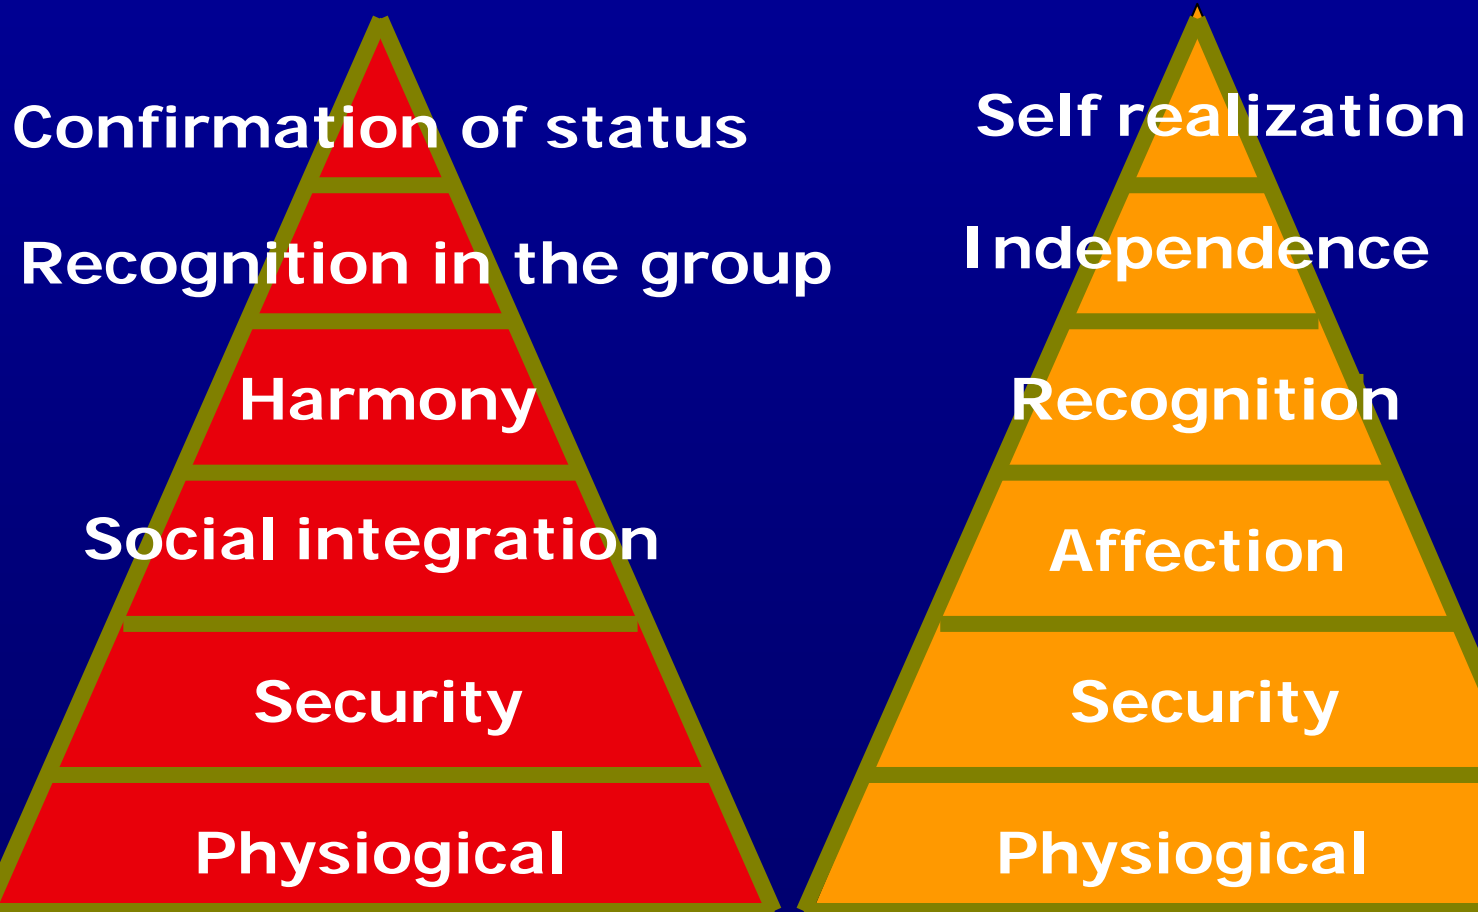 Confirmation of status
Recognition in the group
Harmony
Social integration
Security
Physiogical
Self realization
Independence
Recognition
Affection
Security
Physiogical